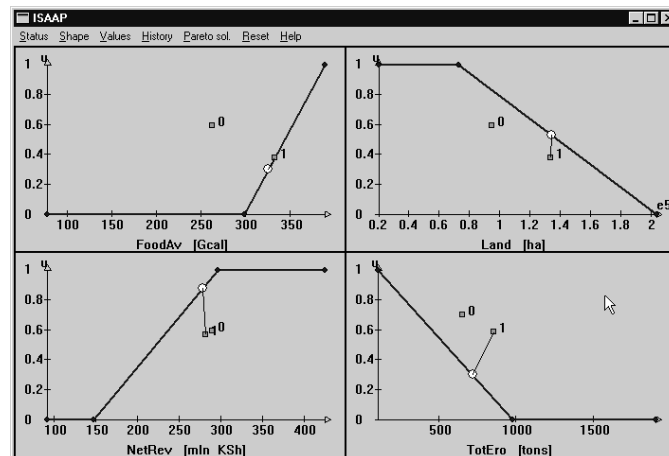 ISAAP
Status Shape Values History Pareto sol. Reset Help
u
1
0.8
0.6
0.4
0.2
0
0
1
100 150 200 250 300 350
FoodAv [Gcal]
u
1
0.8
0.6
0.4
0.2
0
0
1
e5
0.2 0.4 0.6 0.8 1 1.2 1.4 1.6 1.8 2
Land [ha]
u
1
0.8
0.6
0.4
0.2
0
1
0
100 150 200 250 300 350 400
NetRev [mln KSh]
u
1
0.8
0.6
0.4
0.2
0
0
1
500 1000 1500
TotEro [tons]